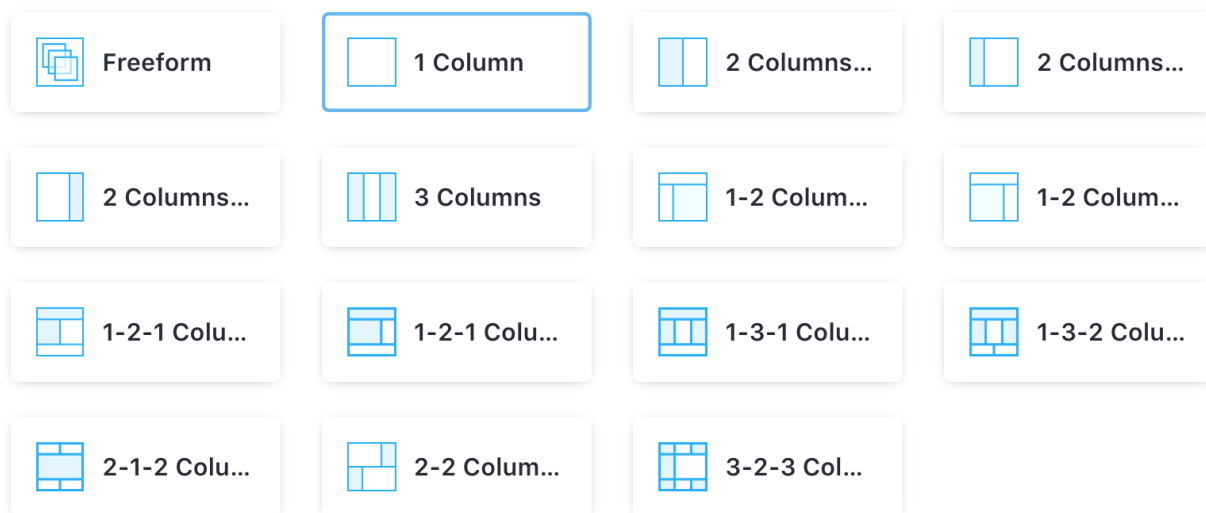 Freeform
1 Column
2 Columns...
2 Columns...
2 Columns...
3 Columns
1-2 Colum...
1-2 Colum...
1-2-1 Colu...
1-2-1 Colu...
1-3-1 Colu...
1-3-2 Colu...
2-1-2 Colu...
2-2 Colum...
3-2-3 Col...